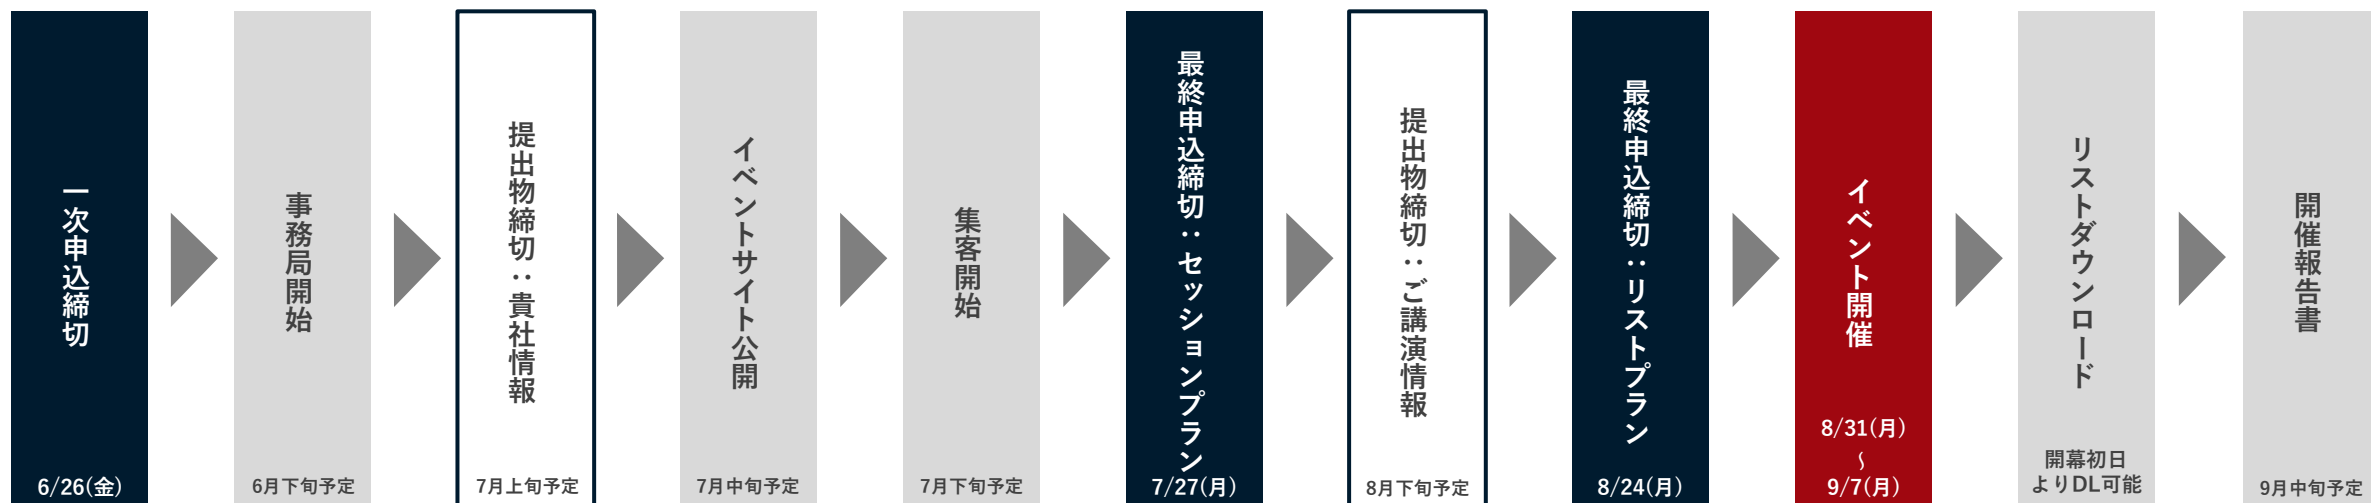 一次申込締切
6/26(金)
事務局開始
6月下旬予定
提出物締切：貴社情報
7月上旬予定
イベントサイト公開
7月中旬予定
集客開始
7月下旬予定
最終申込締切：セッションプラン
7/27(月)
提出物締切：ご講演情報
8月下旬予定
最終申込締切：リストプラン
8/24(月)
イベント開催
8/31(月)
～
9/7(月)
リストダウンロード
開幕初日
よりDL可能
開催報告書
9月中旬予定